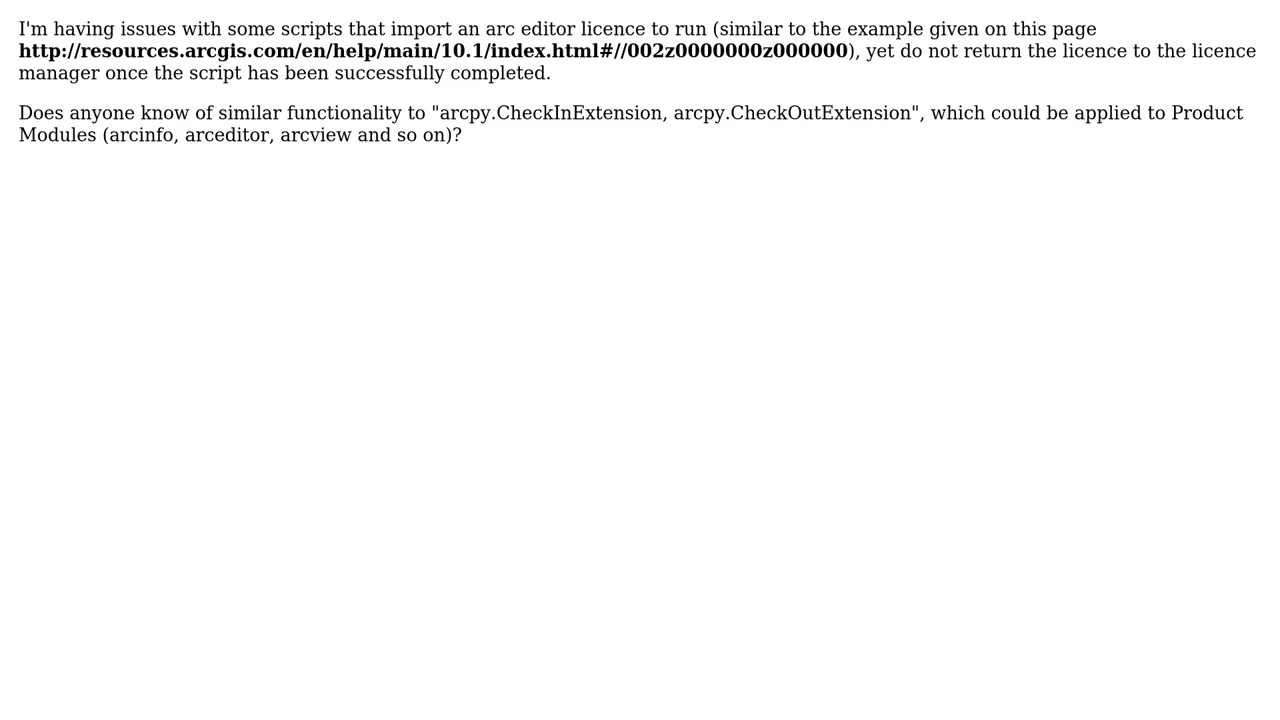 I'm having issues with some scripts that import an arc editor licence to run (similar to the example given on this page
http://resources.arcgis.com/en/help/main/10.1/index.html#//002z0000000z000000), yet do not return the licence to the licence
manager once the script has been successfully completed.
Does anyone know of similar functionality to "arcpy.CheckInExtension, arcpy.CheckOutExtension", which could be applied to Product
Modules (arcinfo, arceditor, arcview and so on)?